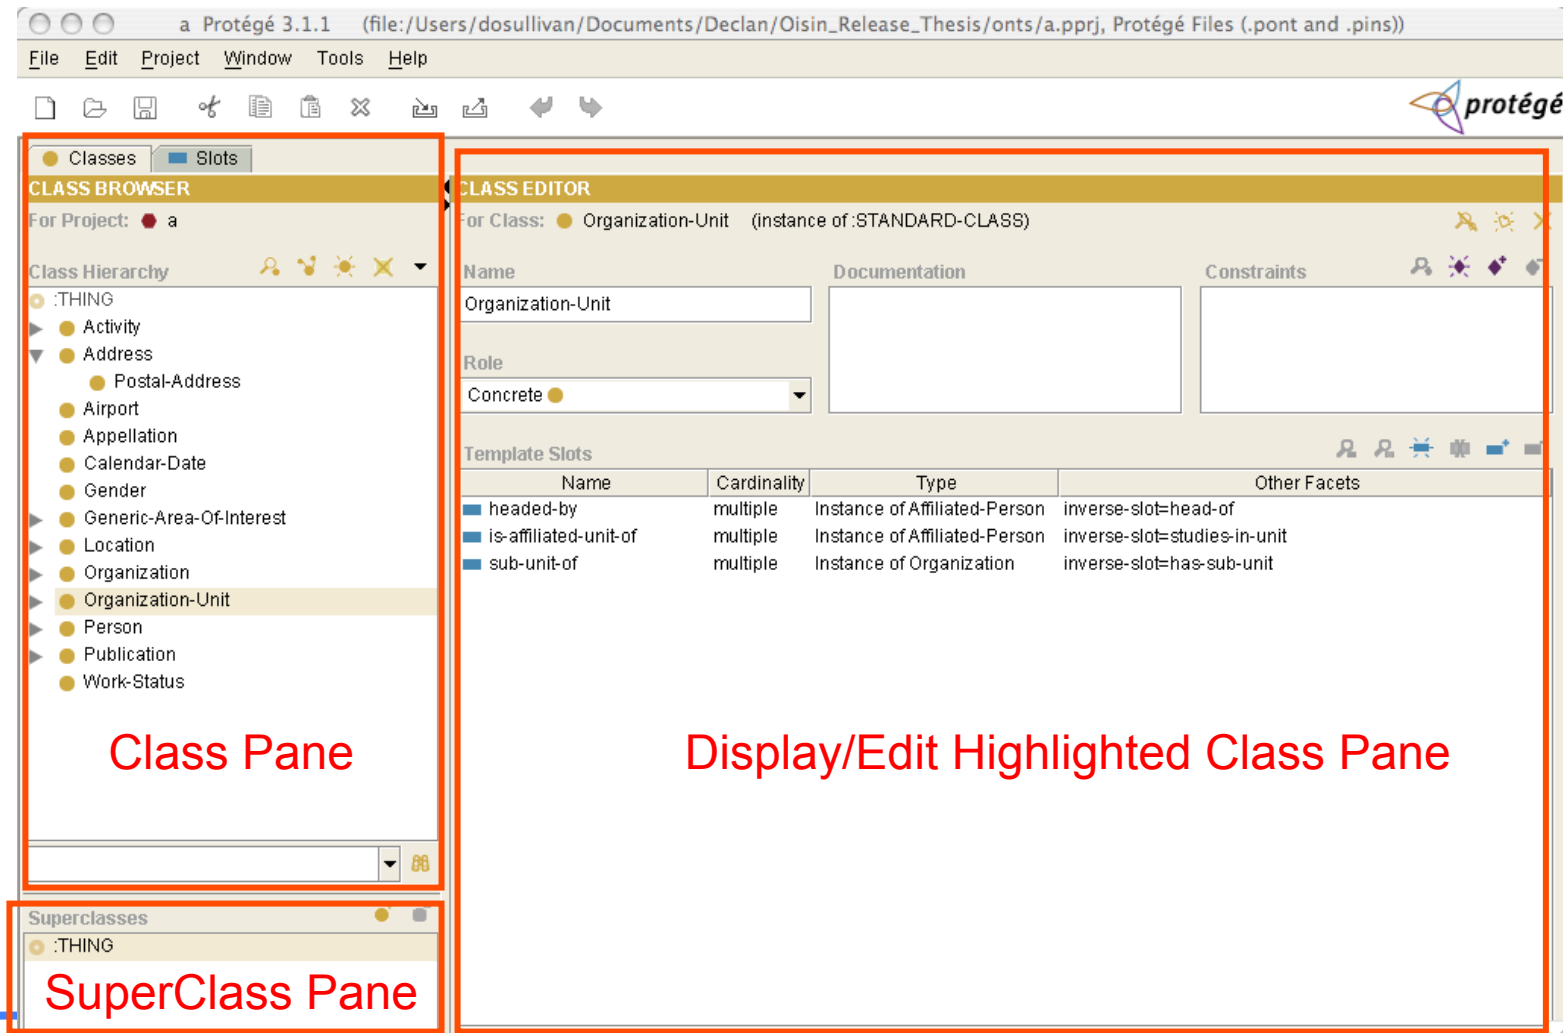 a Protégé 3.1.1 (file:/Users/dosullivan/Documents/Declan/Oisin_Release_Thesis/onts/a.pprj, Protégé Files (.pont and .pins))
File Edit Project Window Tools Help
protégé
Classes Slots
CLASS BROWSER
For Project: a
Class Hierarchy
:THING
Activity
Address
Postal-Address
Airport
Appellation
Calendar-Date
Gender
Generic-Area-Of-Interest
Location
Organization
Organization-Unit
Person
Publication
Work-Status
Class Pane
Superclasses
:THING
SuperClass Pane
CLASS EDITOR
For Class: Organization-Unit (instance of :STANDARD-CLASS)
Name Documentation Constraints
Organization-Unit
Role
Concrete
Template Slots
Name Cardinality Type Other Facets
headed-by multiple Instance of Affiliated-Person inverse-slot=head-of
is-affiliated-unit-of multiple Instance of Affiliated-Person inverse-slot=studies-in-unit
sub-unit-of multiple Instance of Organization inverse-slot=has-sub-unit
Display/Edit Highlighted Class Pane